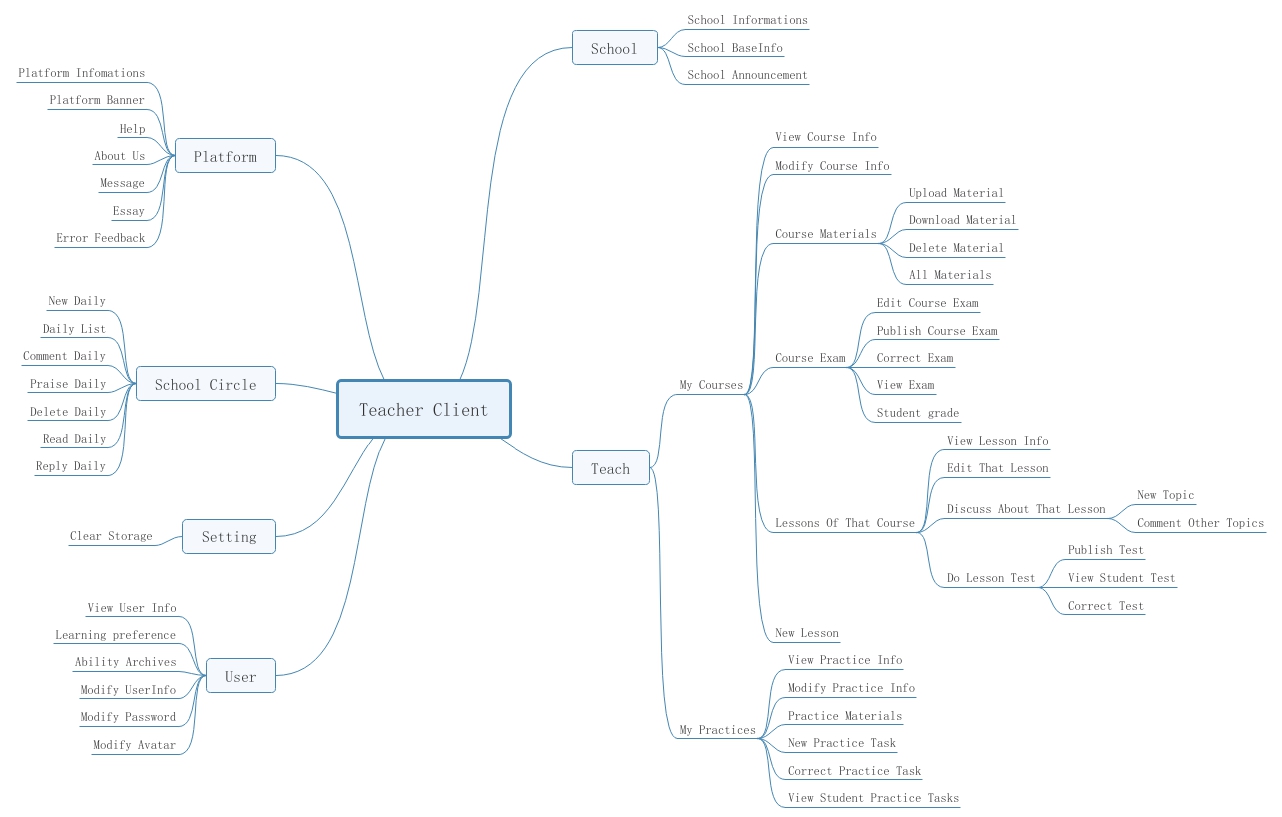 Teacher Client
School
School Informations
School BaseInfo
School Announcement
Teach
My Courses
View Course Info
Modify Course Info
Course Materials
Upload Material
Download Material
Delete Material
All Materials
Course Exam
Edit Course Exam
Publish Course Exam
Correct Exam
View Exam
Student grade
Lessons Of That Course
View Lesson Info
Edit That Lesson
Discuss About That Lesson
New Topic
Comment Other Topics
Do Lesson Test
Publish Test
View Student Test
Correct Test
New Lesson
My Practices
View Practice Info
Modify Practice Info
Practice Materials
New Practice Task
Correct Practice Task
View Student Practice Tasks
Platform
Platform Infomations
Platform Banner
Help
About Us
Message
Essay
Error Feedback
School Circle
New Daily
Daily List
Comment Daily
Praise Daily
Delete Daily
Read Daily
Reply Daily
Setting
Clear Storage
User
View User Info
Learning preference
Ability Archives
Modify UserInfo
Modify Password
Modify Avatar